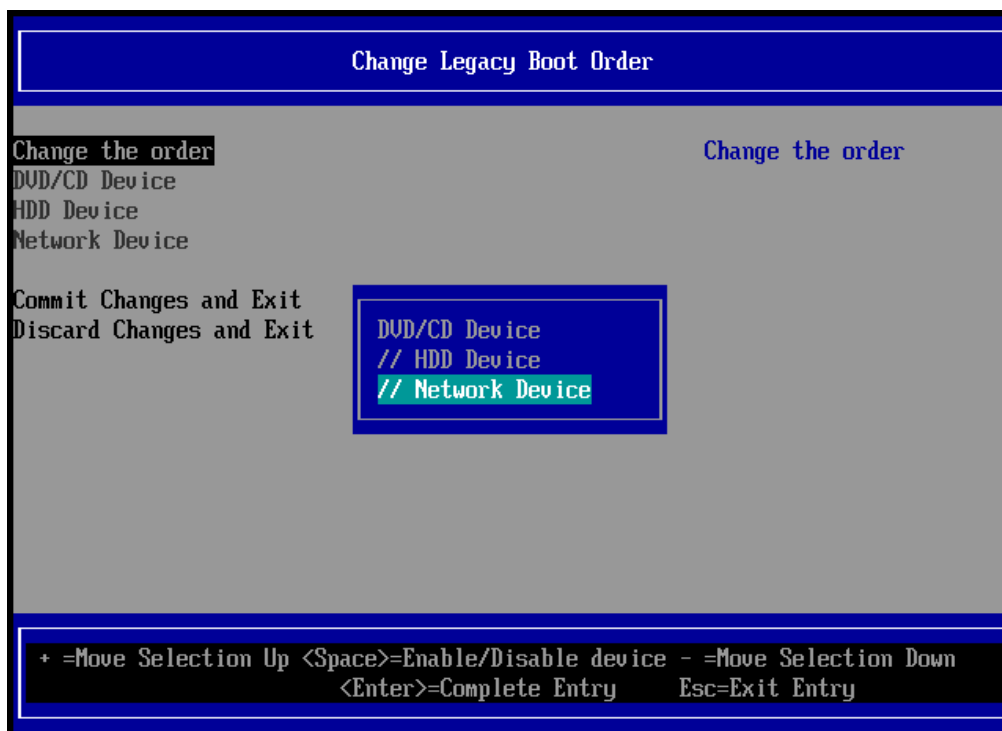 Change Legacy Boot Order
Change the order
Change the order
DVD/CD Device
HDD Device
Network Device
Commit Changes and Exit
Discard Changes and Exit
DVD/CD Device
// HDD Device
// Network Device
+ =Move Selection Up <Space>=Enable/Disable device - =Move Selection Down
<Enter>=Complete Entry Esc=Exit Entry